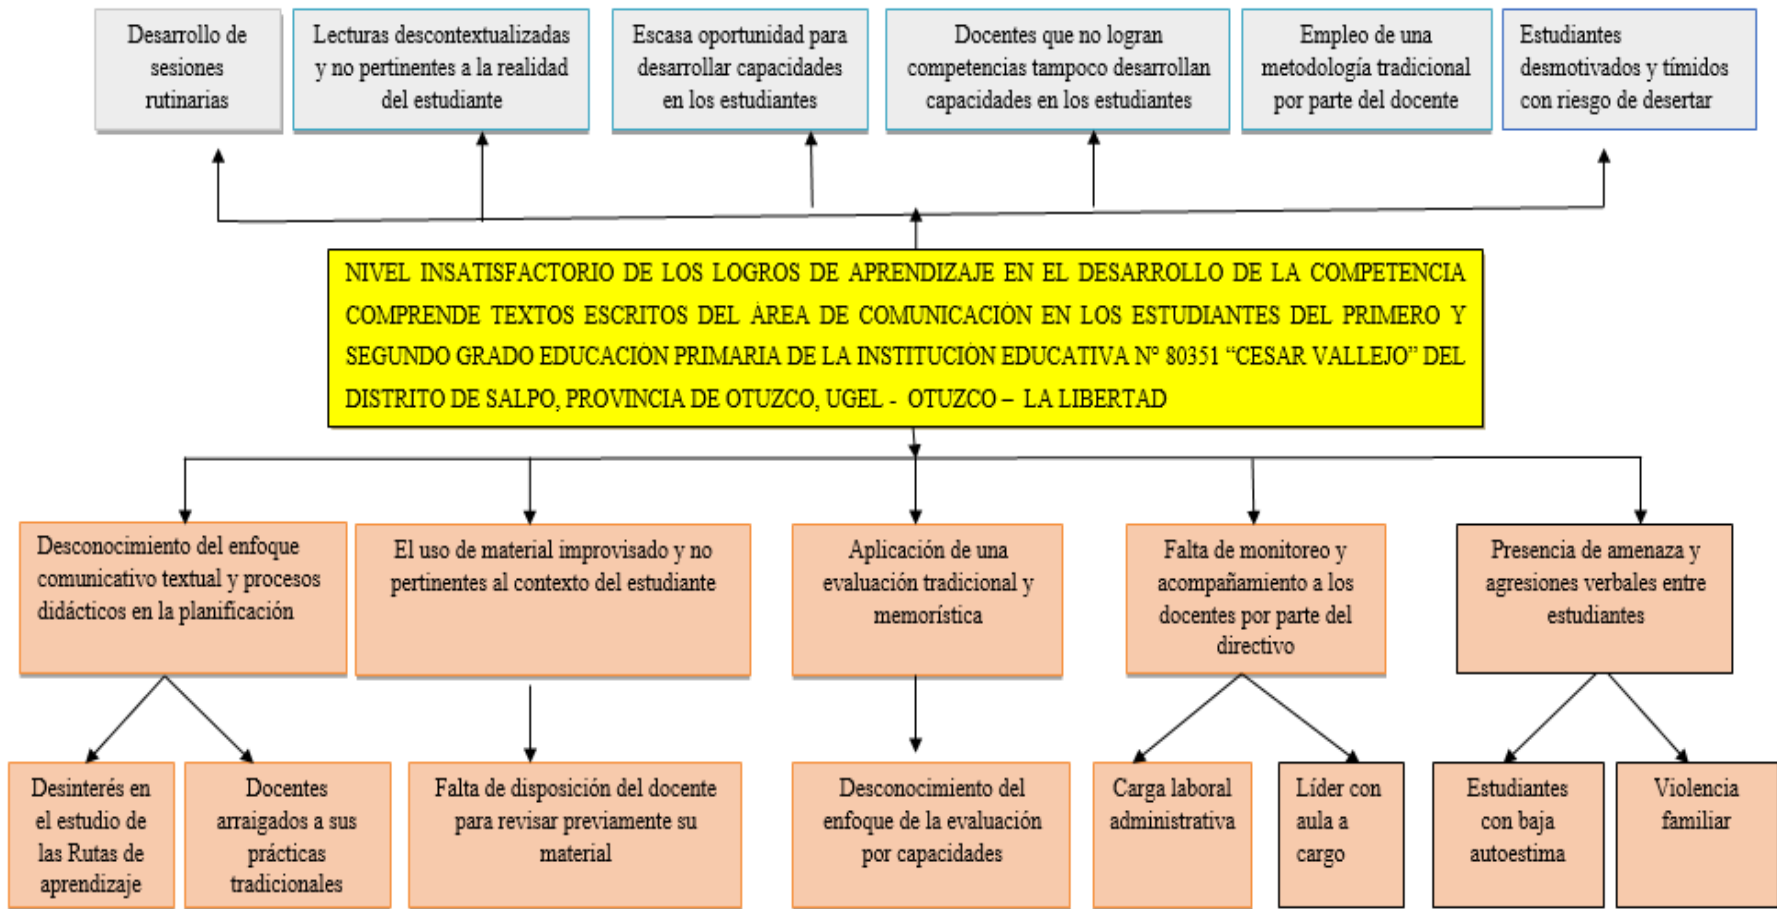 Desarrollo de
sesiones
rutinarias
Lecturas descontextualizadas
y no pertinentes a la realidad
del estudiante
Escasa oportunidad para
desarrollar capacidades
en los estudiantes
Docentes que no logran
competencias tampoco desarrollan
capacidades en los estudiantes
Empleo de una
metodología tradicional
por parte del docente
Estudiantes
desmotivados y tímidos
con riesgo de desertar
NIVEL INSATISFACTORIO DE LOS LOGROS DE APRENDIZAJE EN EL DESARROLLO DE LA COMPETENCIA
COMPRENDE TEXTOS ESCRITOS DEL ÁREA DE COMUNICACIÓN EN LOS ESTUDIANTES DEL PRIMERO Y
SEGUNDO GRADO EDUCACIÓN PRIMARIA DE LA INSTITUCIÓN EDUCATIVA N° 80351 “CESAR VALLEJO” DEL
DISTRITO DE SALPO, PROVINCIA DE OTUZCO, UGEL - OTUZCO – LA LIBERTAD
Desconocimiento del enfoque
comunicativo textual y procesos
didácticos en la planificación
El uso de material improvisado y no
pertinentes al contexto del estudiante
Aplicación de una
evaluación tradicional y
memorística
Falta de monitoreo y
acompañamiento a los
docentes por parte del
directivo
Presencia de amenaza y
agresiones verbales entre
estudiantes
Desinterés en
el estudio de
las Rutas de
aprendizaje
Docentes
arraigados a sus
prácticas
tradicionales
Falta de disposición del docente
para revisar previamente su
material
Desconocimiento del
enfoque de la evaluación
por capacidades
Carga laboral
administrativa
Líder con
aula a
cargo
Estudiantes
con baja
autoestima
Violencia
familiar